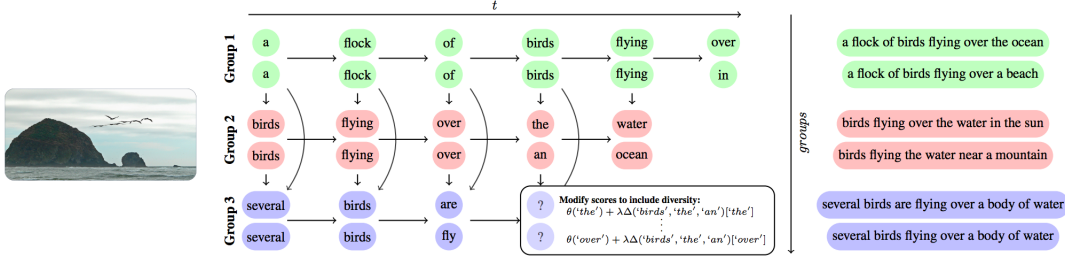 t
Group 1
a flock of birds flying over
a flock of birds flying in
Group 2
birds flying over the water
birds flying over an ocean
Group 3
several birds are ?
several birds fly ?
Modify scores to include diversity:
θ(‘the’) + λΔ(‘birds’,‘the’,‘an’)[‘the’]
⋮
θ(‘over’) + λΔ(‘birds’,‘the’,‘an’)[‘over’]
groups
a flock of birds flying over the ocean
a flock of birds flying over a beach
birds flying over the water in the sun
birds flying the water near a mountain
several birds are flying over a body of water
several birds flying over a body of water